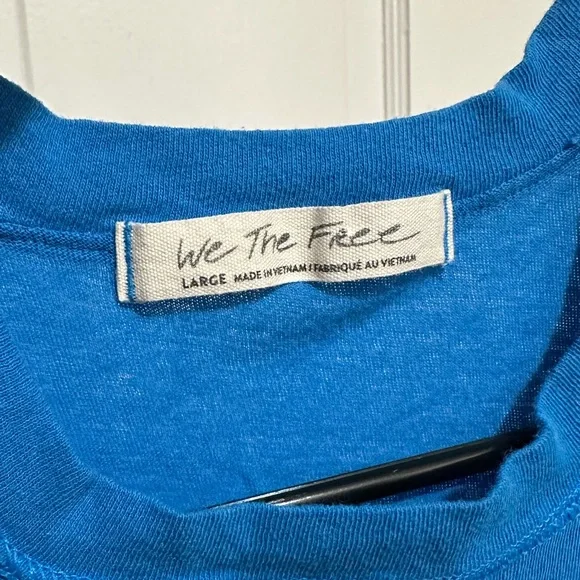 We The Free
LARGE MADE IN VIETNAM / FABRIQUÉ AU VIETNAM